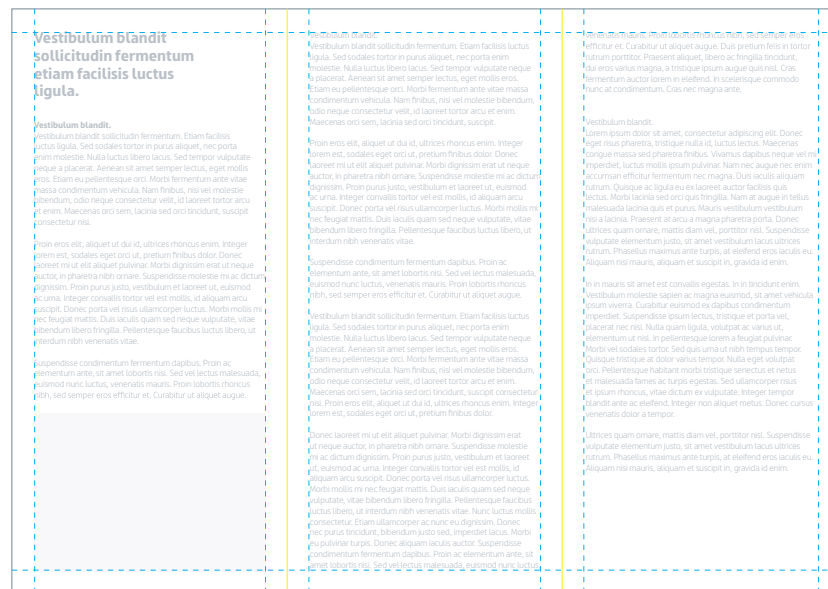 Vestibulum blandit
sollicitudin fermentum
etiam facilisis luctus
ligula.
Vestibulum blandit.
Vestibulum blandit sollicitudin fermentum. Etiam facilisis
luctus ligula. Sed sodales tortor in purus aliquet, nec porta
enim molestie. Nulla luctus libero lacus. Sed tempor vulputate
neque a placerat. Aenean sit amet semper lectus, eget mollis
eros. Etiam eu pellentesque orci. Morbi fermentum ante vitae
massa condimentum vehicula. Nam finibus, nisi vel molestie
bibendum, odio neque consectetur velit, id laoreet tortor arcu
et enim. Maecenas orci sem, lacinia sed orci tincidunt, suscipit
consectetur nisi.
Proin eros elit, aliquet ut dui id, ultrices rhoncus enim. Integer
lorem est, sodales eget orci ut, pretium finibus dolor. Donec
laoreet mi ut elit aliquet pulvinar. Morbi dignissim erat ut neque
auctor, in pharetra nibh ornare. Suspendisse molestie mi ac dictum
dignissim. Proin purus justo, vestibulum et laoreet ut, euismod
ac urna. Integer convallis tortor vel est mollis, id aliquam arcu
suscipit. Donec porta vel risus ullamcorper luctus. Morbi mollis mi
nec feugiat mattis. Duis iaculis quam sed neque vulputate, vitae
bibendum libero fringilla. Pellentesque faucibus luctus libero, ut
interdum nibh venenatis vitae.
Suspendisse condimentum fermentum dapibus. Proin ac
elementum ante, sit amet lobortis nisi. Sed vel lectus malesuada,
euismod nunc luctus, venenatis mauris. Proin lobortis rhoncus
nibh, sed semper eros efficitur et. Curabitur ut aliquet augue.
Vestibulum blandit.
Vestibulum blandit sollicitudin fermentum. Etiam facilisis luctus
ligula. Sed sodales tortor in purus aliquet, nec porta enim
molestie. Nulla luctus libero lacus. Sed tempor vulputate neque
a placerat. Aenean sit amet semper lectus, eget mollis eros.
Etiam eu pellentesque orci. Morbi fermentum ante vitae massa
condimentum vehicula. Nam finibus, nisi vel molestie bibendum,
odio neque consectetur velit, id laoreet tortor arcu et enim.
Maecenas orci sem, lacinia sed orci tincidunt, suscipit.
Proin eros elit, aliquet ut dui id, ultrices rhoncus enim. Integer
lorem est, sodales eget orci ut, pretium finibus dolor. Donec
laoreet mi ut elit aliquet pulvinar. Morbi dignissim erat ut neque
auctor, in pharetra nibh ornare. Suspendisse molestie mi ac dictum
dignissim. Proin purus justo, vestibulum et laoreet ut, euismod
ac urna. Integer convallis tortor vel est mollis, id aliquam arcu
suscipit. Donec porta vel risus ullamcorper luctus. Morbi mollis mi
nec feugiat mattis. Duis iaculis quam sed neque vulputate, vitae
bibendum libero fringilla. Pellentesque faucibus luctus libero, ut
interdum nibh venenatis vitae.
Suspendisse condimentum fermentum dapibus. Proin ac
elementum ante, sit amet lobortis nisi. Sed vel lectus malesuada,
euismod nunc luctus, venenatis mauris. Proin lobortis rhoncus
nibh, sed semper eros efficitur et. Curabitur ut aliquet augue.
Vestibulum blandit sollicitudin fermentum. Etiam facilisis luctus
ligula. Sed sodales tortor in purus aliquet, nec porta enim
molestie. Nulla luctus libero lacus. Sed tempor vulputate neque
a placerat. Aenean sit amet semper lectus, eget mollis eros.
Etiam eu pellentesque orci. Morbi fermentum ante vitae massa
condimentum vehicula. Nam finibus, nisi vel molestie bibendum,
odio neque consectetur velit, id laoreet tortor arcu et enim.
Maecenas orci sem, lacinia sed orci tincidunt, suscipit consectetur
nisi. Proin eros elit, aliquet ut dui id, ultrices rhoncus enim. Integer
lorem est, sodales eget orci ut, pretium finibus dolor.
Donec laoreet mi ut elit aliquet pulvinar. Morbi dignissim erat
ut neque auctor, in pharetra nibh ornare. Suspendisse molestie
mi ac dictum dignissim. Proin purus justo, vestibulum et laoreet
ut, euismod ac urna. Integer convallis tortor vel est mollis, id
aliquam arcu suscipit. Donec porta vel risus ullamcorper luctus.
Morbi mollis mi nec feugiat mattis. Duis iaculis quam sed neque
vulputate, vitae bibendum libero fringilla. Pellentesque faucibus
luctus libero, ut interdum nibh venenatis vitae. Nunc luctus mollis
consectetur. Etiam ullamcorper ac nunc eu dignissim. Donec
nec purus tincidunt, bibendum justo sed, imperdiet lacus. Morbi
eu pulvinar turpis. Donec aliquam iaculis auctor. Suspendisse
condimentum fermentum dapibus. Proin ac elementum ante, sit
amet lobortis nisi. Sed vel lectus malesuada, euismod nunc luctus
venenatis mauris. Proin lobortis rhoncus nibh, sed semper eros
efficitur et. Curabitur ut aliquet augue. Duis pretium felis in tortor
rutrum porttitor. Praesent aliquet, libero ac fringilla tincidunt,
dui eros varius magna, a tristique ipsum augue quis nisl. Cras
fermentum auctor lorem in eleifend. In scelerisque commodo
nunc at condimentum. Cras nec magna ante.
Vestibulum blandit.
Lorem ipsum dolor sit amet, consectetur adipiscing elit. Donec
eget risus pharetra, tristique nulla id, luctus lectus. Maecenas
congue massa sed pharetra finibus. Vivamus dapibus neque vel mi
imperdiet, luctus mollis ipsum pulvinar. Nam nec augue nec enim
accumsan efficitur fermentum nec magna. Duis iaculis aliquam
rutrum. Quisque ac ligula eu ex laoreet auctor facilisis quis
lectus. Morbi lacinia sed orci quis fringilla. Nam at augue in tellus
malesuada lacinia quis et purus. Mauris vestibulum vestibulum
nisi a lacinia. Praesent at arcu a magna pharetra porta. Donec
ultrices quam ornare, mattis diam vel, porttitor nisl. Suspendisse
vulputate elementum justo, sit amet vestibulum lacus ultrices
rutrum. Phasellus maximus ante turpis, at eleifend eros iaculis eu.
Aliquam nisi mauris, aliquam et suscipit in, gravida id enim.
In in mauris sit amet est convallis egestas. In in tincidunt enim.
Vestibulum molestie sapien ac magna euismod, sit amet vehicula
ipsum viverra. Curabitur euismod ex dapibus condimentum
imperdiet. Suspendisse ipsum lectus, tristique et porta vel,
placerat nec nisi. Nulla quam ligula, volutpat ac varius ut,
elementum ut nisl. In pellentesque lorem a feugiat pulvinar.
Morbi vel sodales tortor. Sed quis urna ut nibh tempus tempor.
Quisque tristique at dolor varius tempor. Nulla eget volutpat
orci. Pellentesque habitant morbi tristique senectus et netus
et malesuada fames ac turpis egestas. Sed ullamcorper risus
et ipsum rhoncus, vitae dictum ex vulputate. Integer tempor
blandit ante ac eleifend. Integer non aliquet metus. Donec cursus
venenatis dolor a tempor.
Ultrices quam ornare, mattis diam vel, porttitor nisl. Suspendisse
vulputate elementum justo, sit amet vestibulum lacus ultrices
rutrum. Phasellus maximus ante turpis, at eleifend eros iaculis eu.
Aliquam nisi mauris, aliquam et suscipit in, gravida id enim.